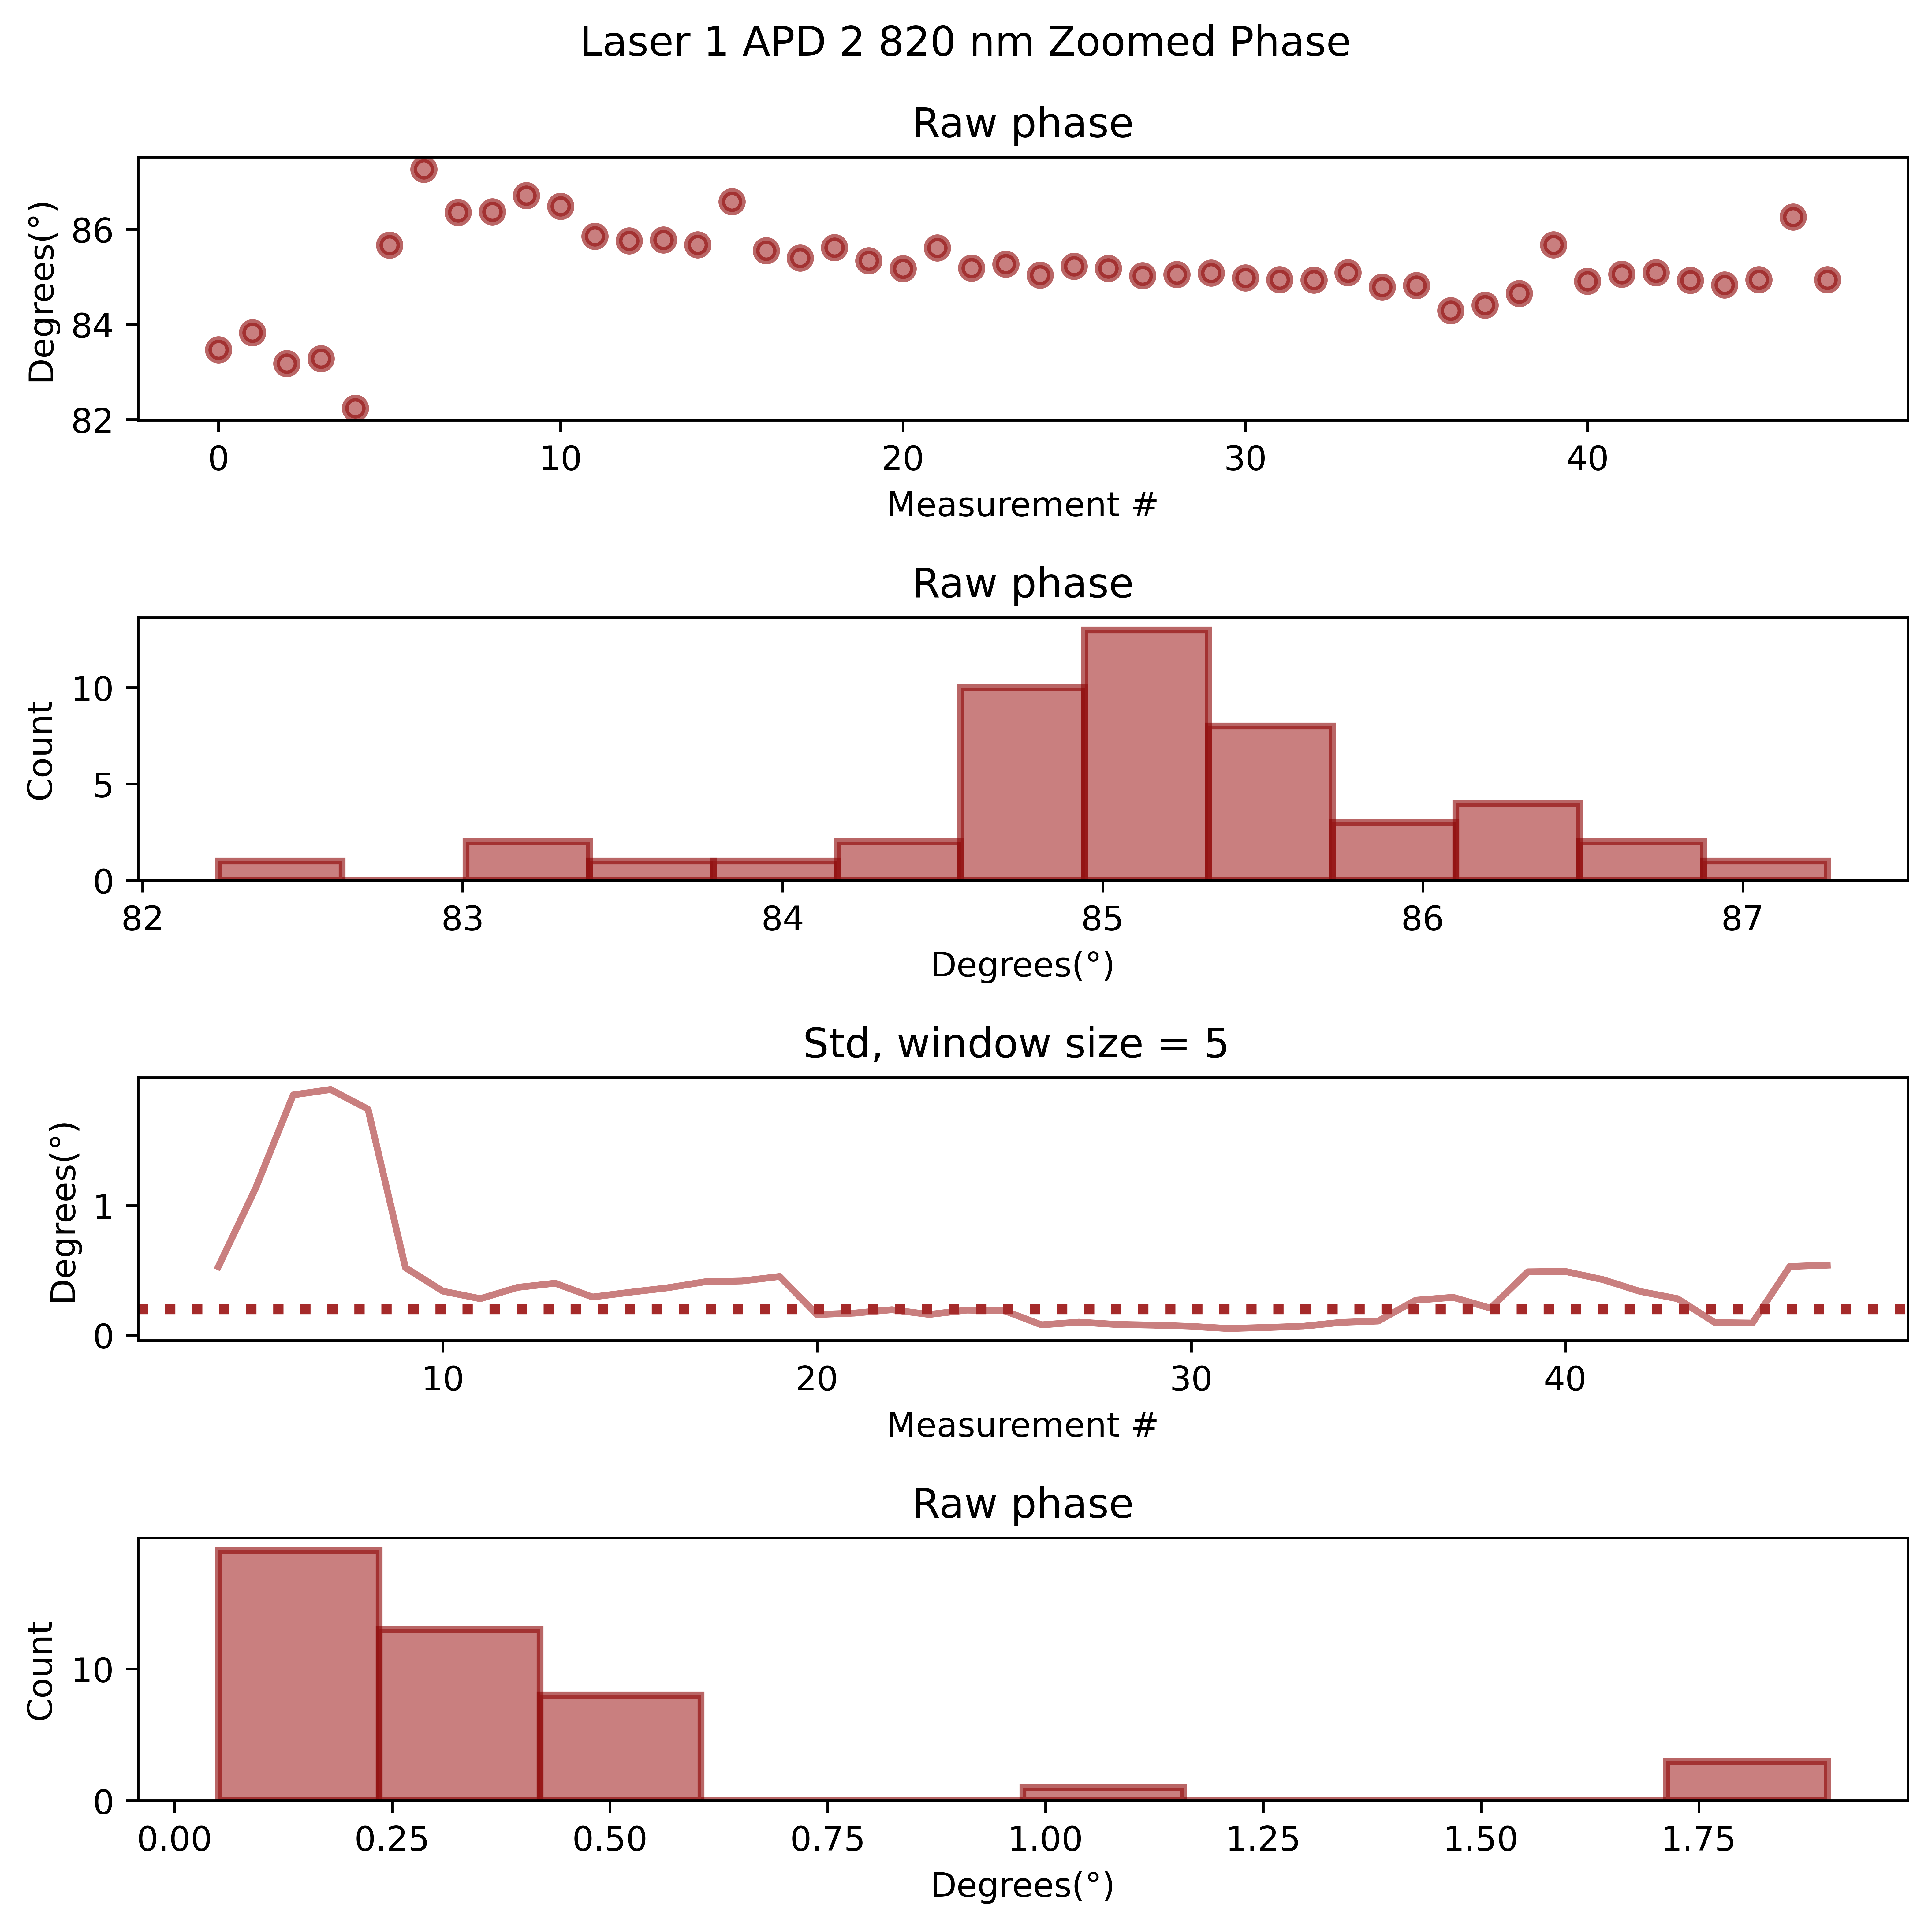 Laser 1 APD 2 820 nm Zoomed Phase
Raw phase
Degrees(°)
86
84
82
0 10 20 30 40
Measurement #
Raw phase
Count
10
5
0
82 83 84 85 86 87
Degrees(°)
Std, window size = 5
Degrees(°)
1
0
10 20 30 40
Measurement #
Raw phase
Count
10
0
0.00 0.25 0.50 0.75 1.00 1.25 1.50 1.75
Degrees(°)